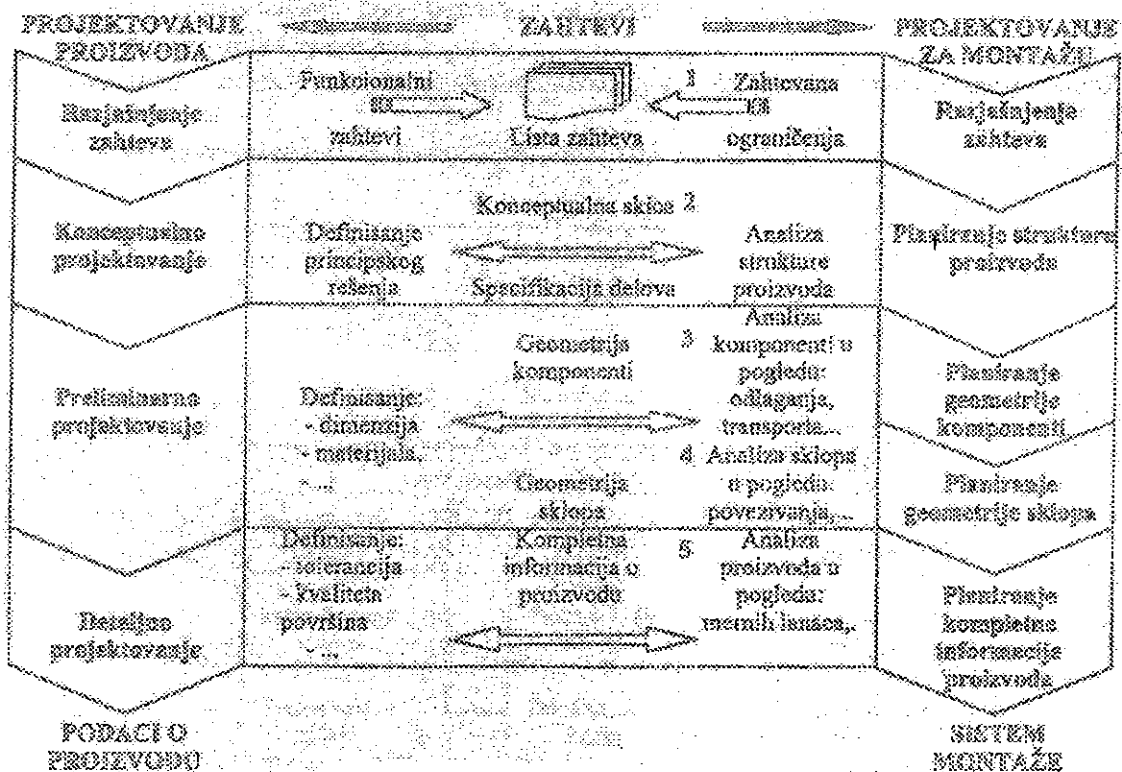 PROJEKTOVANJE
PROIZVODA
ZAHTEVI
PROJEKTOVANJE
ZA MONTAŽU
Razjašnjenje
zahteva
Funkcionalni
zahtevi
Lista zahteva
1
Zahtevana
ograničenja
Razjašnjenje
zahteva
Konceptualno
projektovanje
Definisanje
principskog
rešenja
Konceptualna
2
Specifikacija delova
Analiza
strukture
proizvoda
Planiranje strukture
proizvoda
Preliminarno
projektovanje
Definisanje:
- dimenzija
- materijala,
- ...
Geometrija
komponenti
3
Analiza
komponenti u
pogledu:
odlaganja,
transporta,..
Planiranje
geometrije
komponenti
Geometrija
sklopa
4
Analiza sklopa
u pogledu
povezivanja,..
Planiranje
geometrije sklopa
Detaljno
projektovanje
Definisanje:
- tolerancija
- kvaliteta
površina
- ...
Kompletna
informacija o
proizvodu
5
Analiza
proizvoda u
pogledu:
mernih lanaca,.
Planiranje
kompletne
informacije
proizvoda
PODACI O
PROIZVODU
SISTEM
MONTAŽE